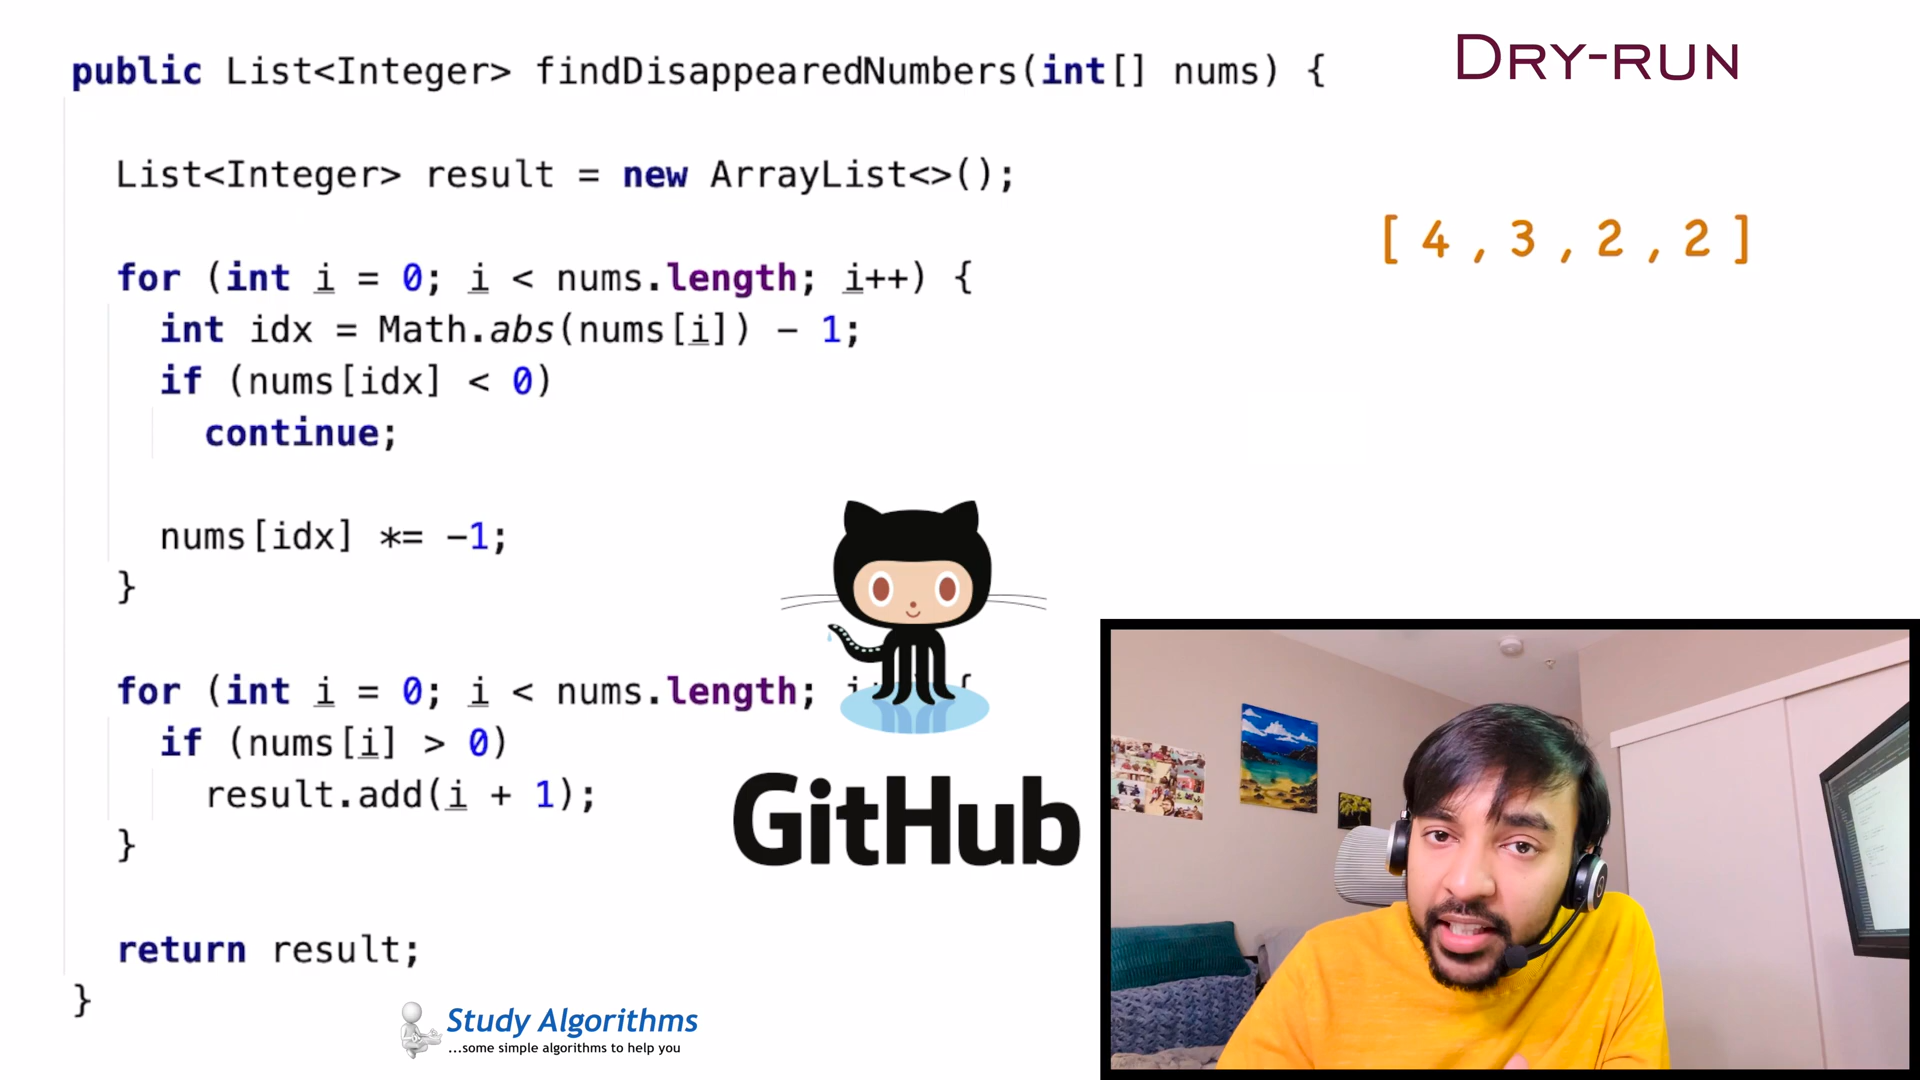 public List<Integer> findDisappearedNumbers(int[] nums) {
List<Integer> result = new ArrayList<>();
for (int i = 0; i < nums.length; i++) {
int idx = Math.abs(nums[i]) - 1;
if (nums[idx] < 0)
continue;
nums[idx] *= -1;
}
for (int i = 0; i < nums.length;
if (nums[i] > 0)
result.add(i + 1);
}
return result;
}
DRY-RUN
[ 4 , 3 , 2 , 2 ]
GitHub
Study Algorithms
...some simple algorithms to help you